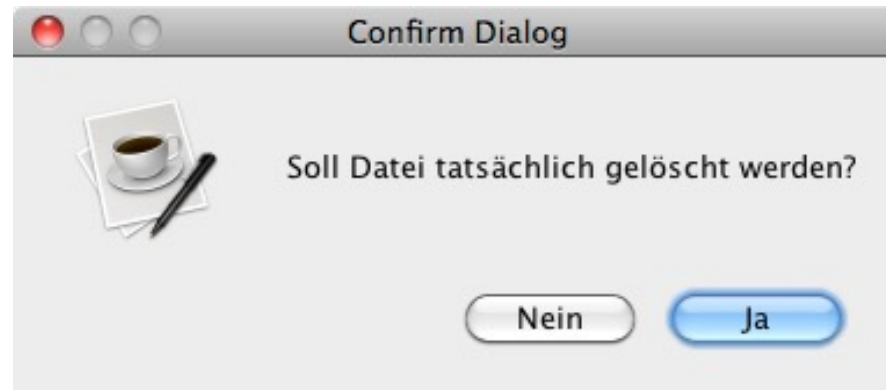 Confirm Dialog
Soll Datei tatsächlich gelöscht werden?
Nein
Ja